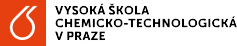 VYSOKÁ ŠKOLA
CHEMICKO-TECHNOLOGICKÁ
V PRAZE